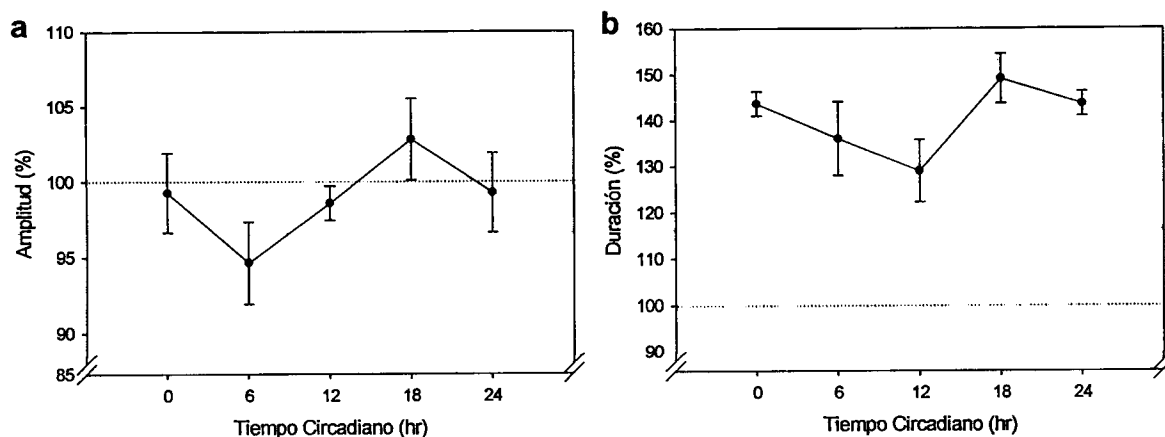 a
Amplitud (%)
110
105
100
95
90
85
0 6 12 18 24
Tiempo Circadiano (hr)
b
Duración (%)
160
150
140
130
120
110
100
90
0 6 12 18 24
Tiempo Circadiano (hr)